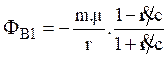 Φ_B1 = − (m.μ / r) . (1 − ṙ/c) / (1 + ṙ/c)